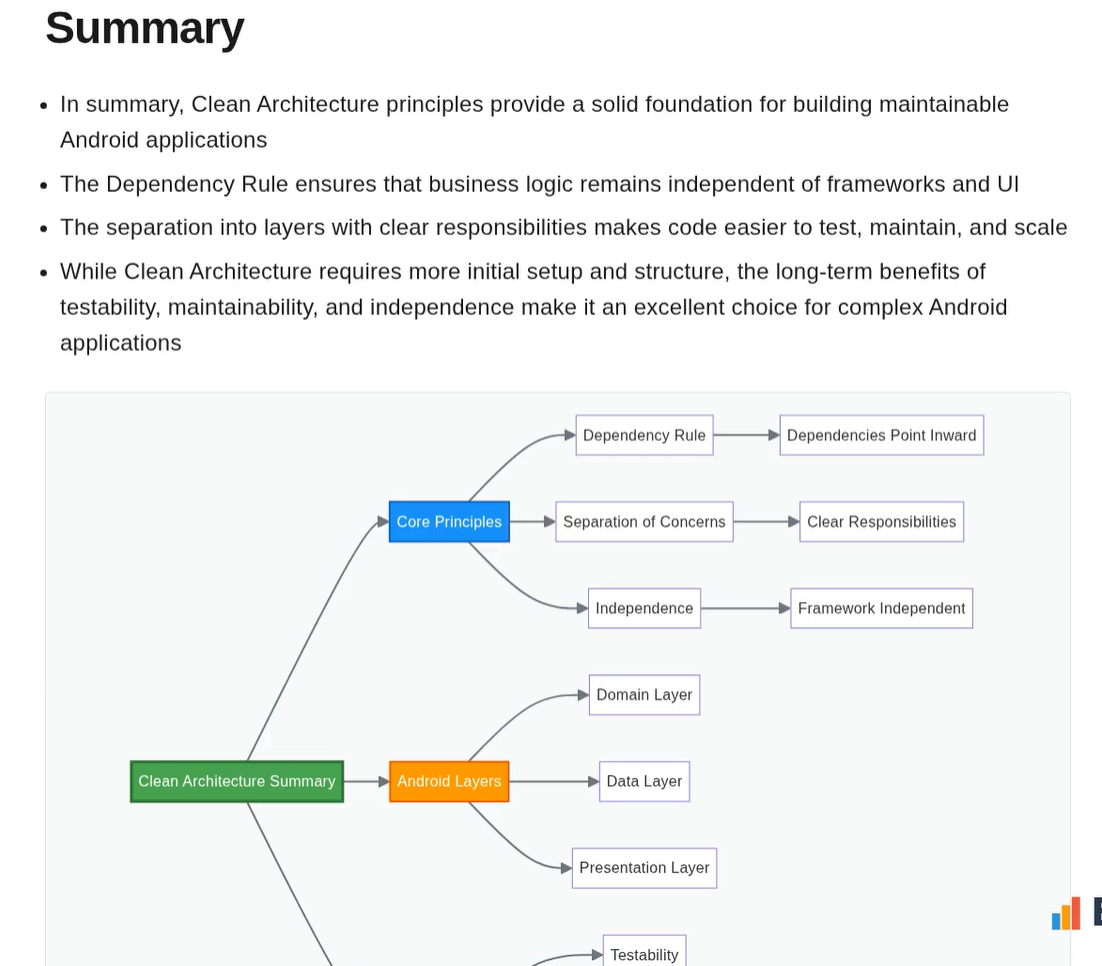 Summary
In summary, Clean Architecture principles provide a solid foundation for building maintainable
Android applications
The Dependency Rule ensures that business logic remains independent of frameworks and UI
The separation into layers with clear responsibilities makes code easier to test, maintain, and scale
While Clean Architecture requires more initial setup and structure, the long-term benefits of
testability, maintainability, and independence make it an excellent choice for complex Android
applications
Dependency Rule
Dependencies Point Inward
Core Principles
Separation of Concerns
Clear Responsibilities
Independence
Framework Independent
Domain Layer
Clean Architecture Summary
Android Layers
Data Layer
Presentation Layer
Testability